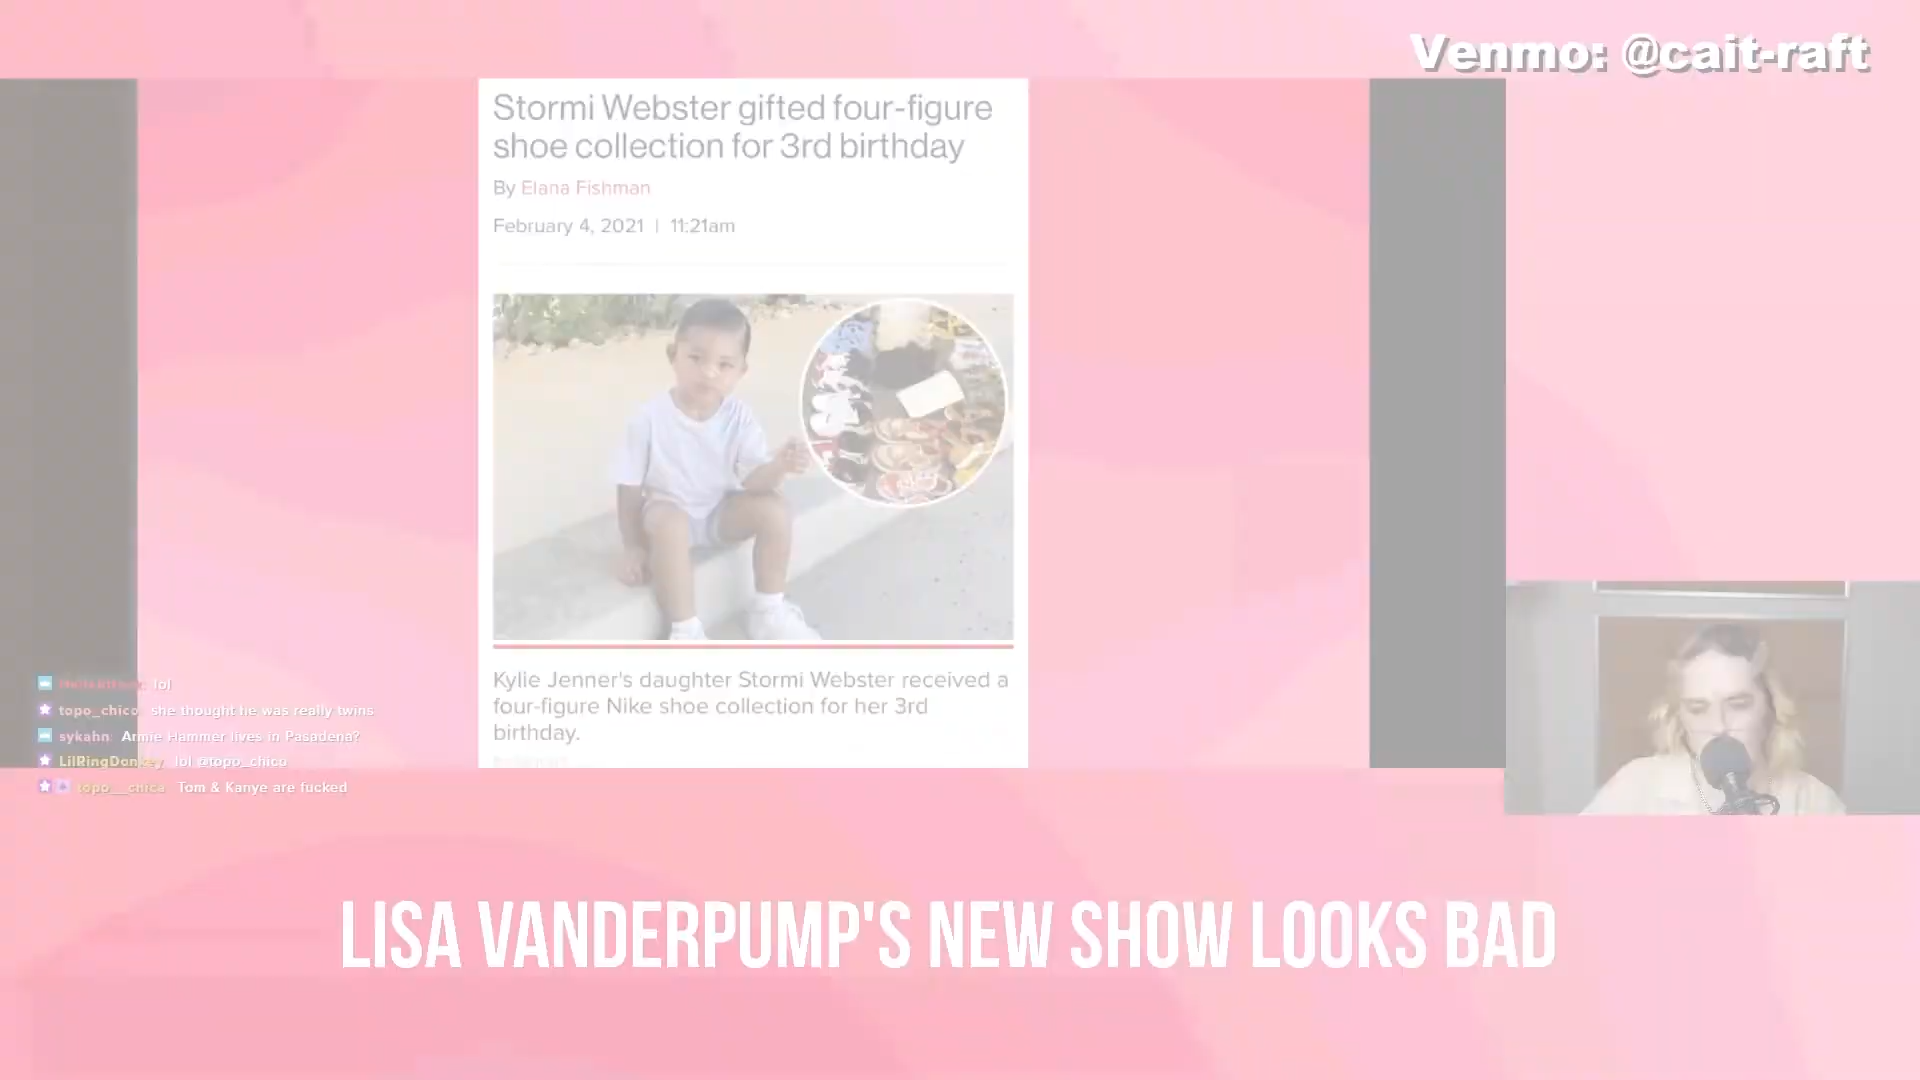 Venmo: @cait-raft
Stormi Webster gifted four-figure
shoe collection for 3rd birthday
By Elana Fishman
February 4, 2021 | 11:21am
Kylie Jenner's daughter Stormi Webster received a
four-figure Nike shoe collection for her 3rd
birthday.
lol
topo_chico: she thought he was really twins
sykahn: Armie Hammer lives in Pasadena?
LilRingDonkey: lol @topo_chico
topo__chica: Tom & Kanye are fucked
LISA VANDERPUMP'S NEW SHOW LOOKS BAD